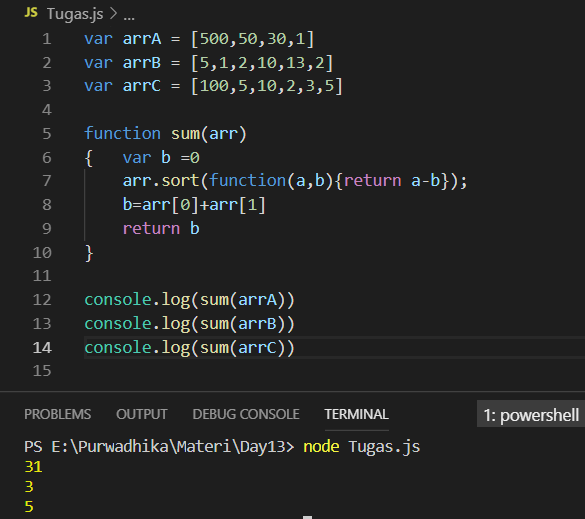 JS Tugas.js > ...
1 var arrA = [500,50,30,1]
2 var arrB = [5,1,2,10,13,2]
3 var arrC = [100,5,10,2,3,5]
4
5 function sum(arr)
6 {   var b =0
7     arr.sort(function(a,b){return a-b});
8     b=arr[0]+arr[1]
9     return b
10 }
11
12 console.log(sum(arrA))
13 console.log(sum(arrB))
14 console.log(sum(arrC))
15
PROBLEMS OUTPUT DEBUG CONSOLE TERMINAL 1: powershell
PS E:\Purwadhika\Materi\Day13> node Tugas.js
31
3
5